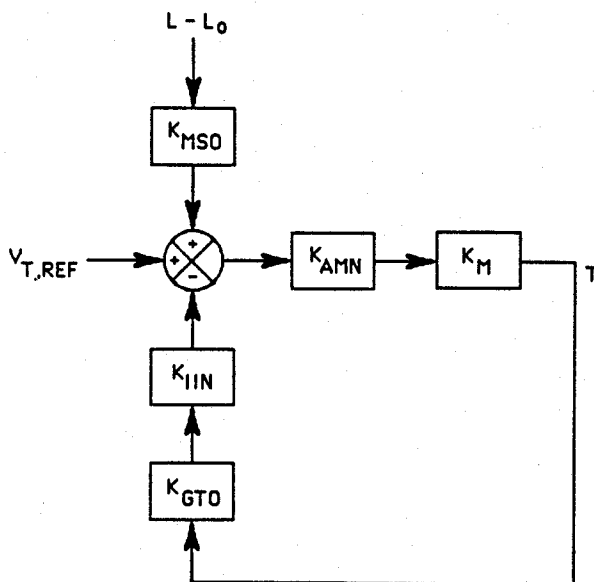 L - L₀
K_MSO
+
V_T,REF
+
-
K_AMN
K_M
T
K_IIN
K_GTO